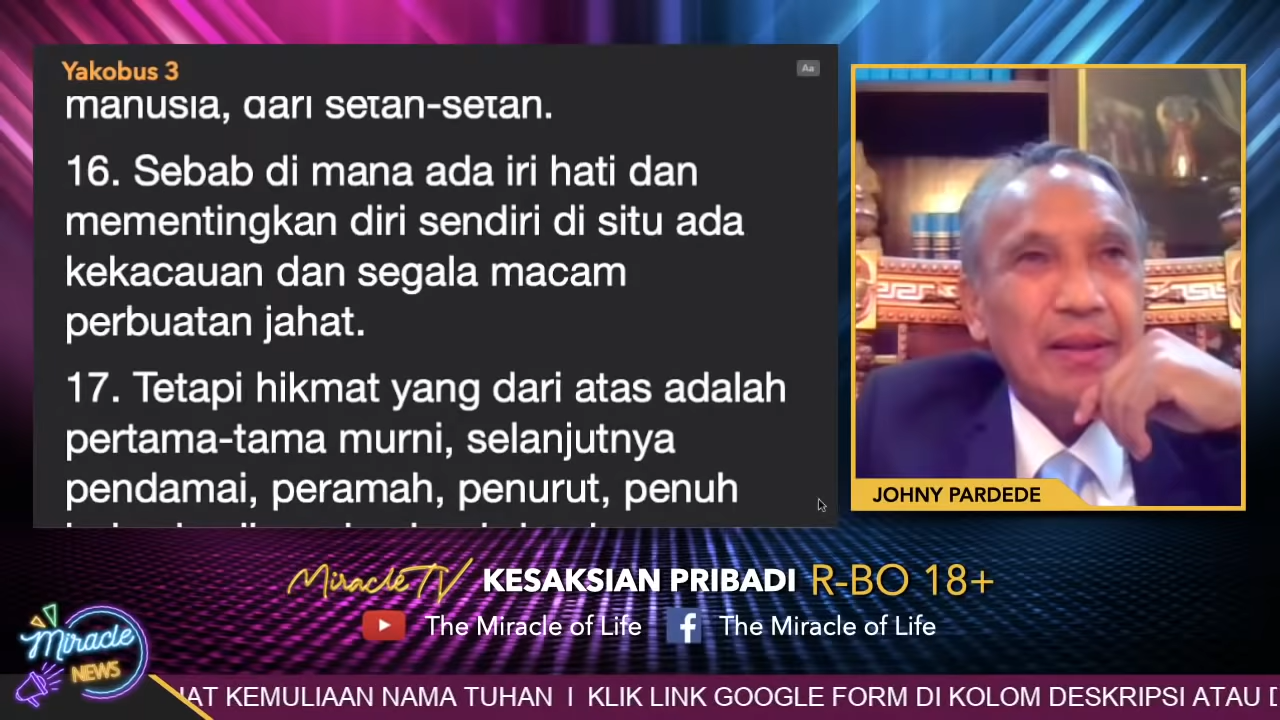 Yakobus 3
Aa
manusia, dari setan-setan.
16. Sebab di mana ada iri hati dan
mementingkan diri sendiri di situ ada
kekacauan dan segala macam
perbuatan jahat.
17. Tetapi hikmat yang dari atas adalah
pertama-tama murni, selanjutnya
pendamai, peramah, penurut, penuh
JOHNY PARDEDE
Miracle TV KESAKSIAN PRIBADI R-BO 18+
The Miracle of Life f The Miracle of Life
Miracle
NEWS
KEMULIAAN NAMA TUHAN I KLIK LINK GOOGLE FORM DI KOLOM DESKRIPSI ATAU